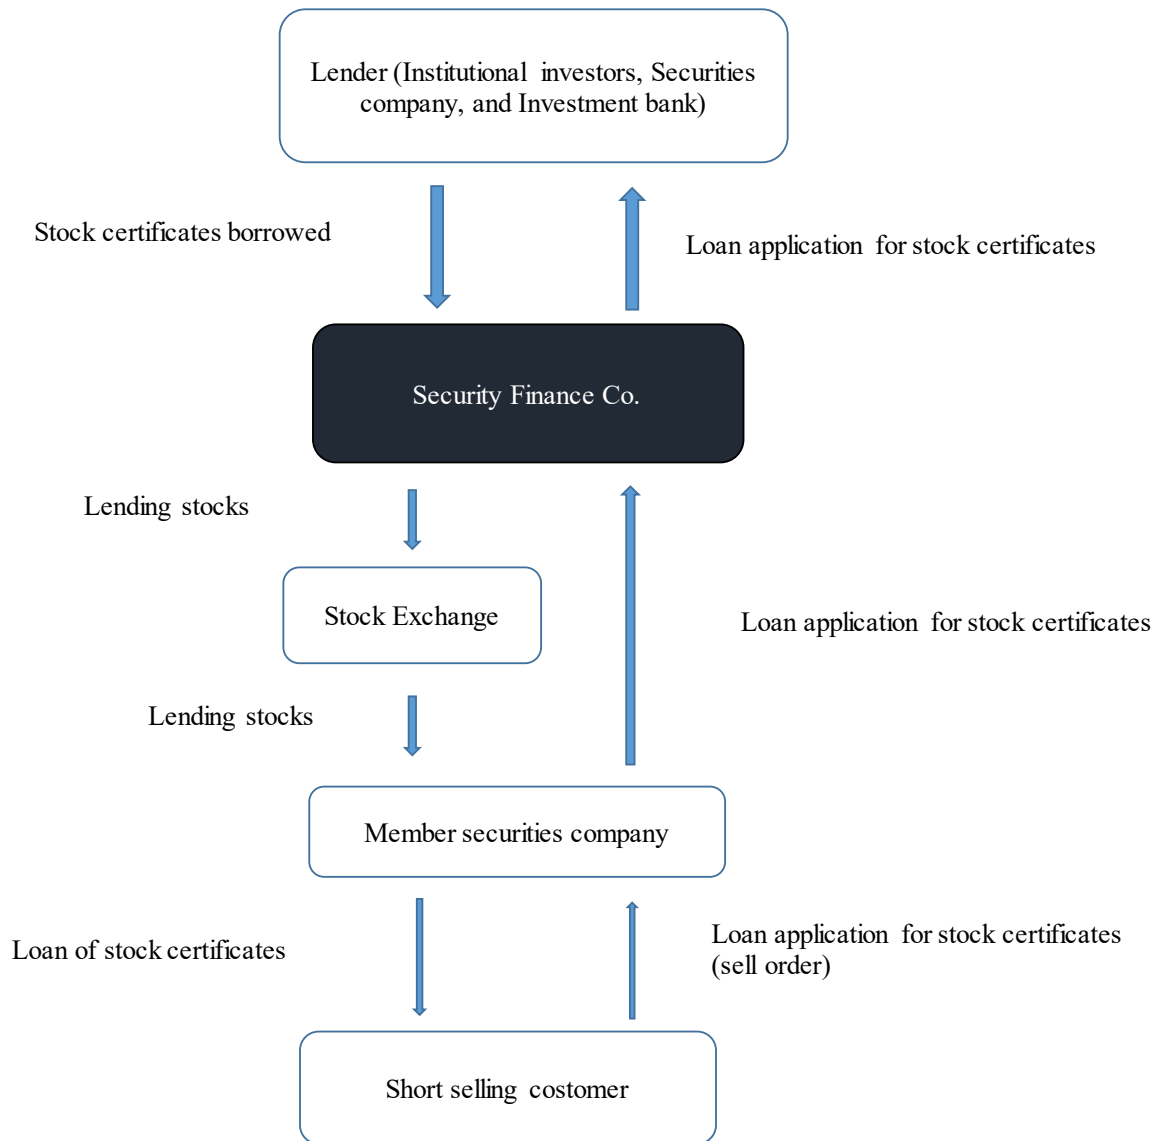 Lender (Institutional investors, Securities
company, and Investment bank)
Stock certificates borrowed
Loan application for stock certificates
Security Finance Co.
Lending stocks
Stock Exchange
Loan application for stock certificates
Lending stocks
Member securities company
Loan of stock certificates
Loan application for stock certificates
(sell order)
Short selling costomer